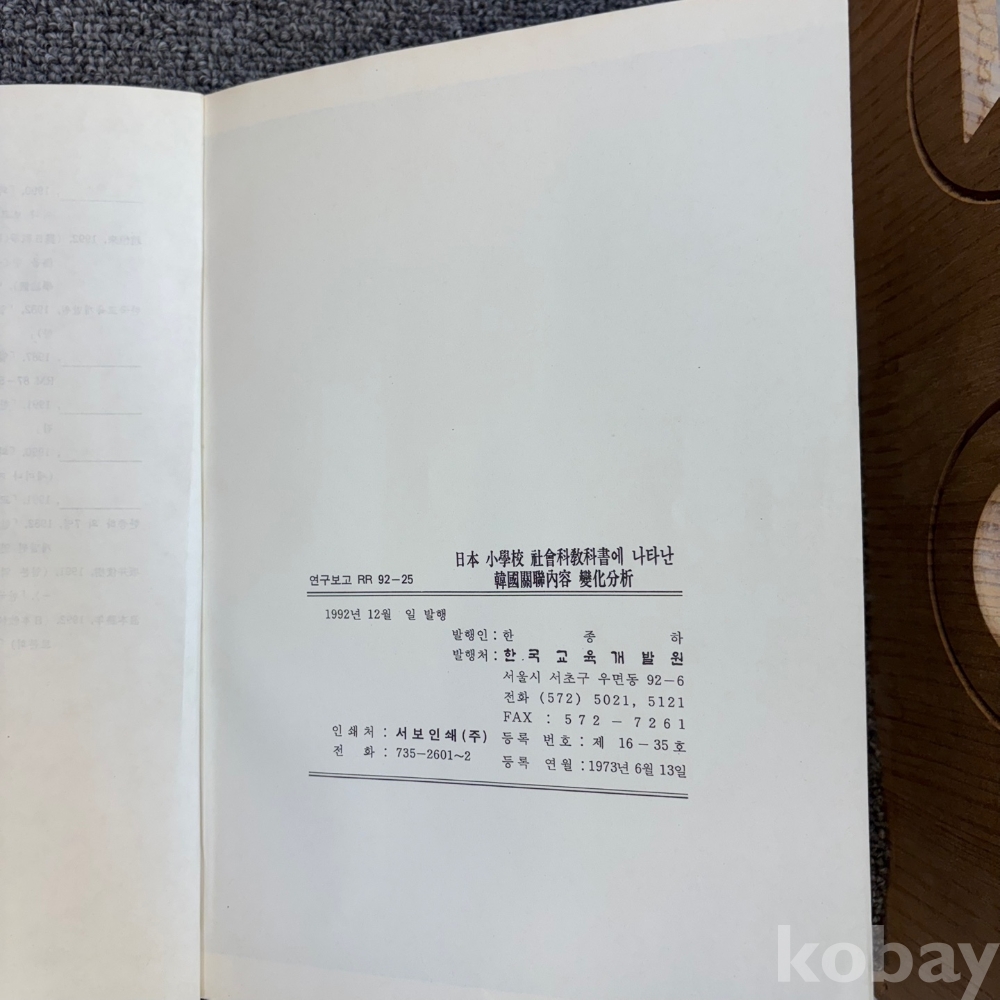 日本 小學校 社會科教科書에 나타난
연구보고 RR 92-25 韓國關聯內容 變化分析
1992년 12월 일 발행
발행인 : 한 종 하
발행처 : 한국교육개발원
서울시 서초구 우면동 92-6
전화 (572) 5021, 5121
FAX : 572-7261
인쇄처 : 서보인쇄(주) 등록 번호 : 제 16-35호
전 화 : 735-2601~2 등록 연월 : 1973년 6월 13일
kobay